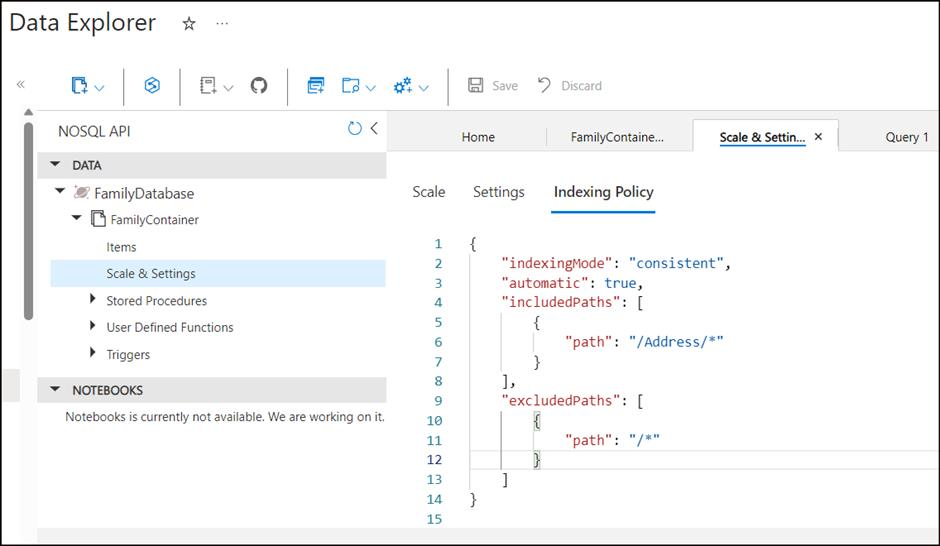 Data Explorer
Save
Discard
NOSQL API
Home
FamilyContaine...
Scale & Settin...
Query 1
DATA
FamilyDatabase
FamilyContainer
Items
Scale & Settings
Stored Procedures
User Defined Functions
Triggers
NOTEBOOKS
Notebooks is currently not available. We are working on it.
Scale
Settings
Indexing Policy
1 {
2 "indexingMode": "consistent",
3 "automatic": true,
4 "includedPaths": [
5 {
6 "path": "/Address/*"
7 }
8 ],
9 "excludedPaths": [
10 {
11 "path": "/*"
12 }
13 ]
14 }
15